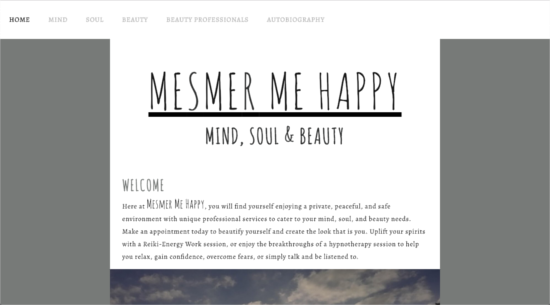 HOME MIND SOUL BEAUTY BEAUTY PROFESSIONALS AUTOBIOGRAPHY
MESMER ME HAPPY
MIND, SOUL & BEAUTY
WELCOME
Here at Mesmer Me Happy, you will find yourself enjoying a private, peaceful, and safe
environment with unique professional services to cater to your mind, soul, and beauty needs.
Make an appointment today to beautify yourself and create the look that is you. Uplift your spirits
with a Reiki-Energy Work session, or enjoy the breakthroughs of a hypnotherapy session to help
you relax, gain confidence, overcome fears, or simply talk and be listened to.